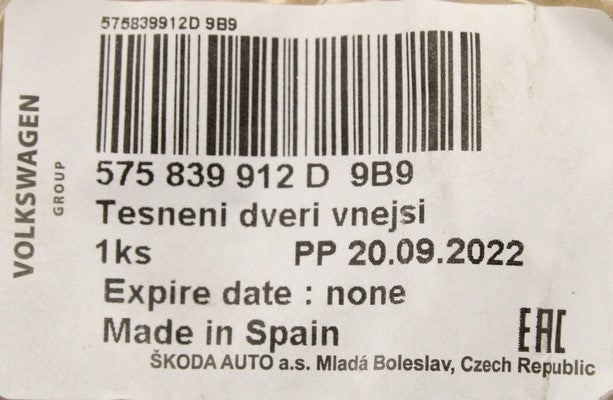 575839912D 9B9
VOLKSWAGEN
GROUP
575 839 912 D 9B9
Tesneni dveri vnejsi
1ks PP 20.09.2022
Expire date : none
Made in Spain
EAC
ŠKODA AUTO a.s. Mladá Boleslav, Czech Republic